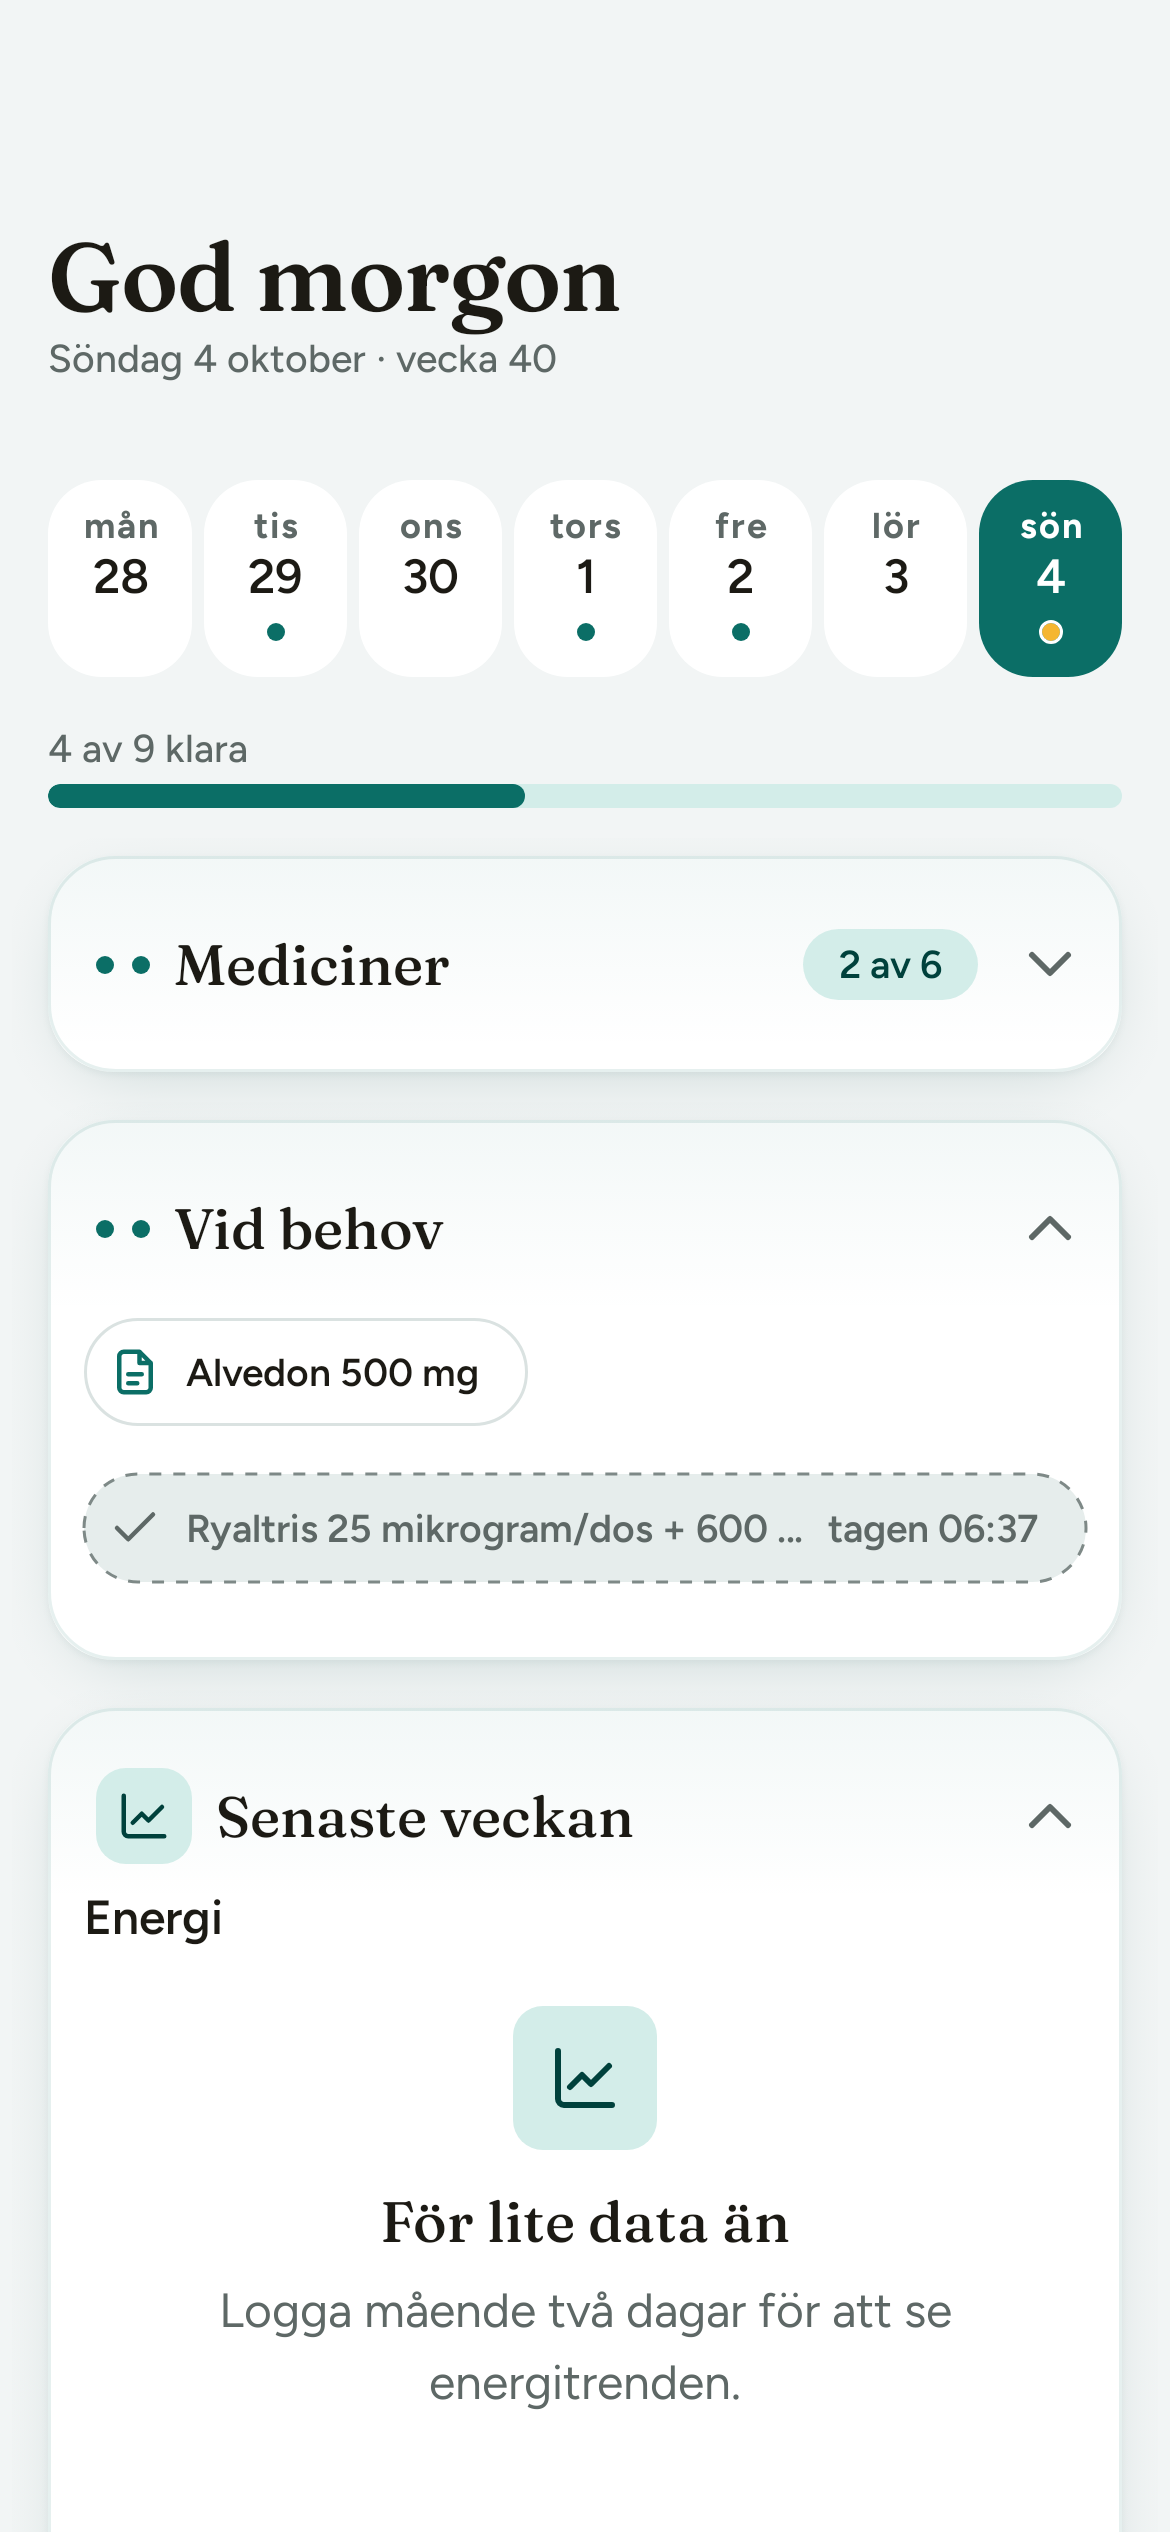 God morgon
Söndag 4 oktober · vecka 40
mån tis ons tors fre lör sön
28 29 30 1 2 3 4
4 av 9 klara
Mediciner 2 av 6
Vid behov
Alvedon 500 mg
Ryaltris 25 mikrogram/dos + 600 ... tagen 06:37
Senaste veckan
Energi
För lite data än
Logga mående två dagar för att se
energitrenden.